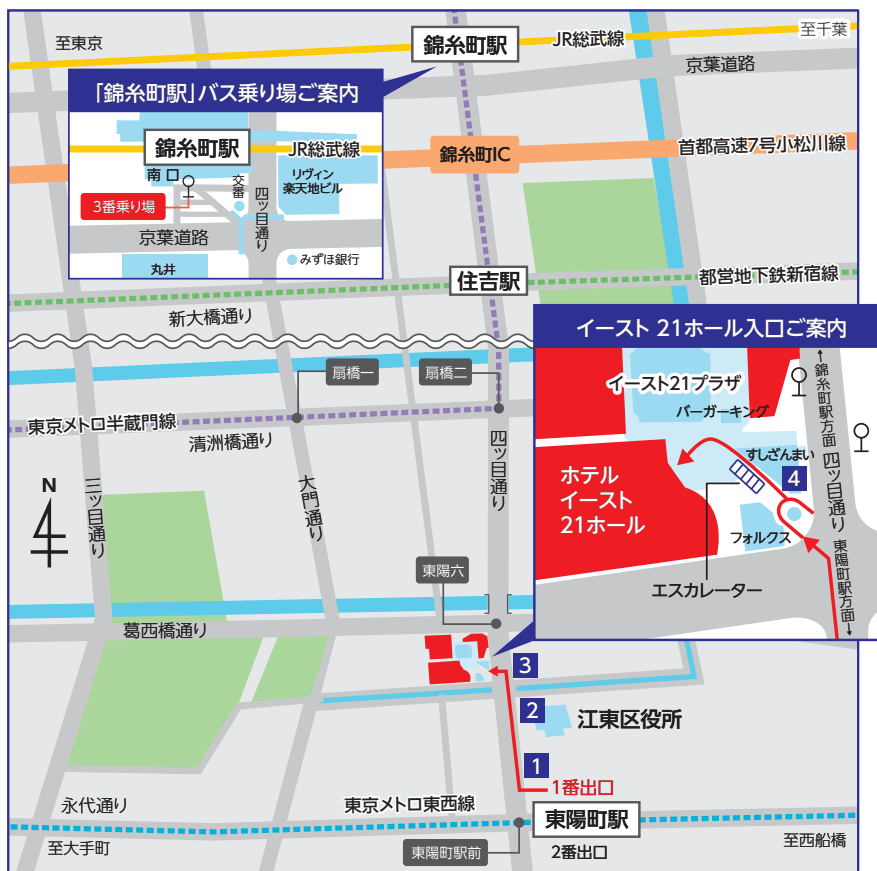 至東京
錦糸町駅
JR総武線
至千葉
京葉道路
「錦糸町駅」バス乗り場ご案内
錦糸町駅
JR総武線
南口
交番
リヴィン
楽天地ビル
3番乗り場
四ッ目通り
京葉道路
丸井
みずほ銀行
錦糸町IC
首都高速7号小松川線
住吉駅
都営地下鉄新宿線
新大橋通り
扇橋一
扇橋二
東京メトロ半蔵門線
清洲橋通り
四ッ目通り
三ッ目通り
大門通り
N
イースト 21ホール入口ご案内
イースト21プラザ
バーガーキング
←錦糸町駅方面
四ッ目通り
東陽町駅方面→
すしざんまい
4
ホテル
イースト
21ホール
フォルクス
エスカレーター
東陽六
葛西橋通り
3
2
江東区役所
1
1番出口
永代通り
東京メトロ東西線
東陽町駅
至大手町
東陽町駅前
2番出口
至西船橋